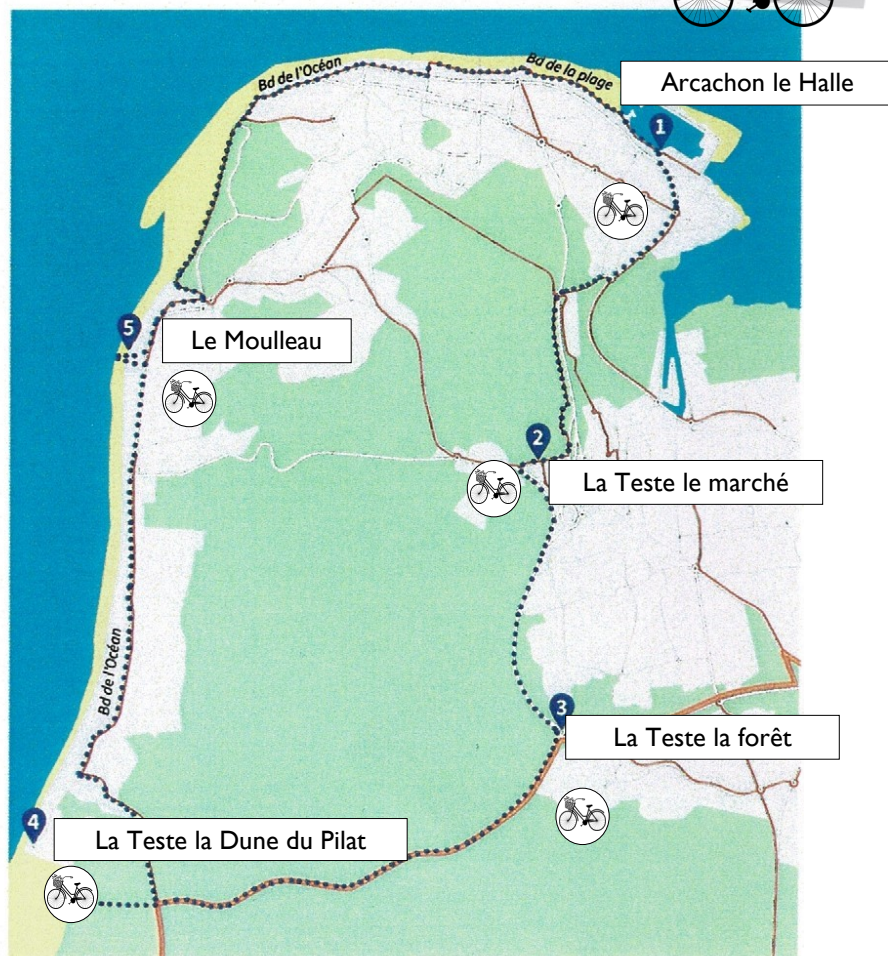 Bd de l'Océan
Bd de la plage
Arcachon le Halle
1
5
Le Moulleau
2
La Teste le marché
Bd de l'Océan
3
La Teste la forêt
4
La Teste la Dune du Pilat